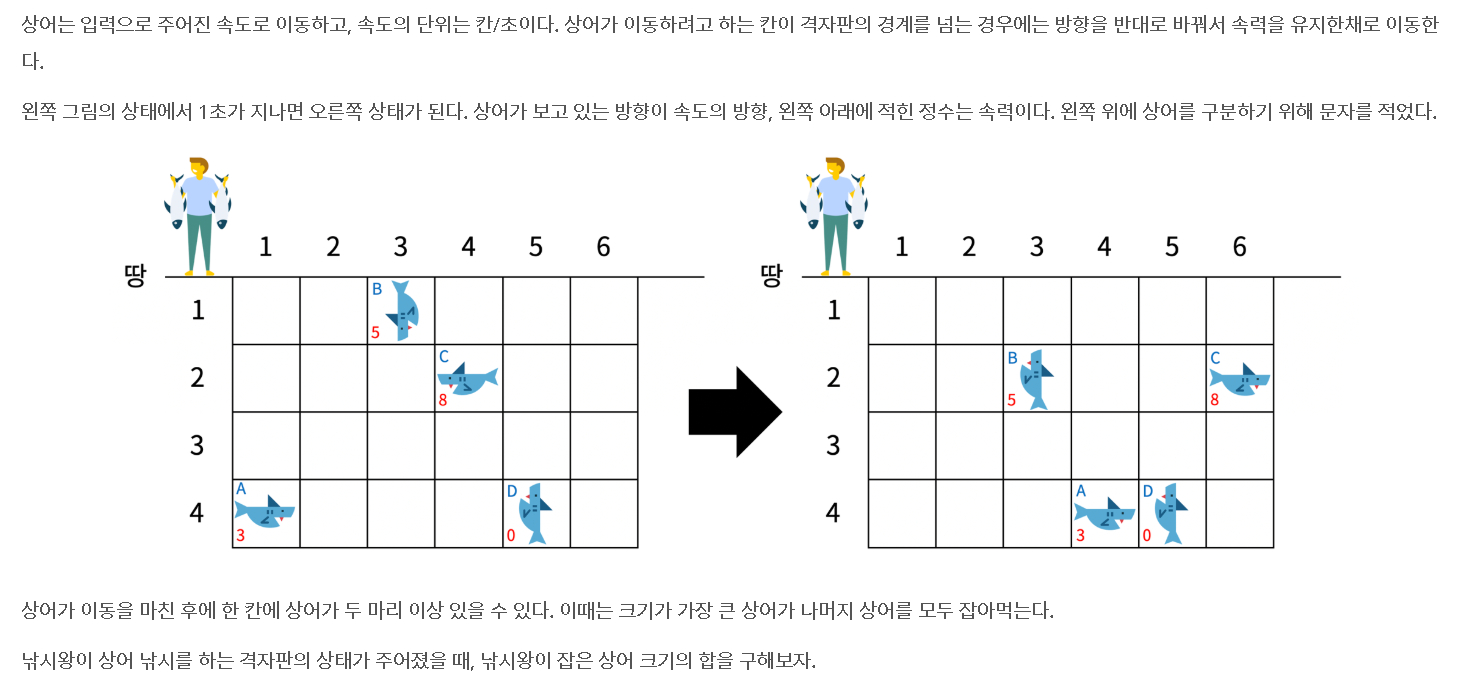 상어는 입력으로 주어진 속도로 이동하고, 속도의 단위는 칸/초이다. 상어가 이동하려고 하는 칸이 격자판의 경계를 넘는 경우에는 방향을 반대로 바꿔서 속력을 유지한채로 이동한
다.
왼쪽 그림의 상태에서 1초가 지나면 오른쪽 상태가 된다. 상어가 보고 있는 방향이 속도의 방향, 왼쪽 아래에 적힌 정수는 속력이다. 왼쪽 위에 상어를 구분하기 위해 문자를 적었다.
1 2 3 4 5 6
땅
1 B 5
2 C 8
3
4 A 3 D 0
1 2 3 4 5 6
땅
1
2 B 5 C 8
3
4 A 3 D 0
상어가 이동을 마친 후에 한 칸에 상어가 두 마리 이상 있을 수 있다. 이때는 크기가 가장 큰 상어가 나머지 상어를 모두 잡아먹는다.
낚시왕이 상어 낚시를 하는 격자판의 상태가 주어졌을 때, 낚시왕이 잡은 상어 크기의 합을 구해보자.